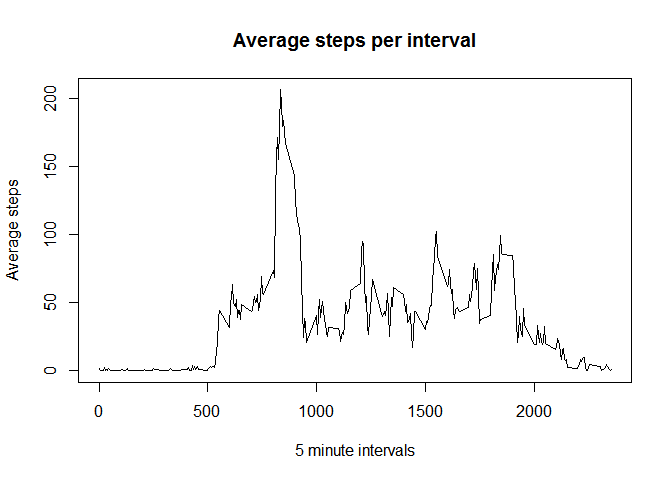 Average steps per interval
Average steps
200
150
100
50
0
0 500 1000 1500 2000
5 minute intervals